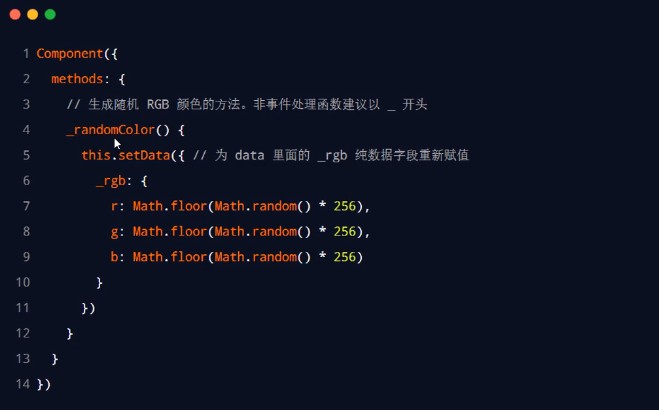 1 Component({
2 methods: {
3 // 生成随机 RGB 颜色的方法。非事件处理函数建议以 _ 开头
4 _randomColor() {
5 this.setData({ // 为 data 里面的 _rgb 纯数据字段重新赋值
6 _rgb: {
7 r: Math.floor(Math.random() * 256),
8 g: Math.floor(Math.random() * 256),
9 b: Math.floor(Math.random() * 256)
10 }
11 })
12 }
13 }
14 })